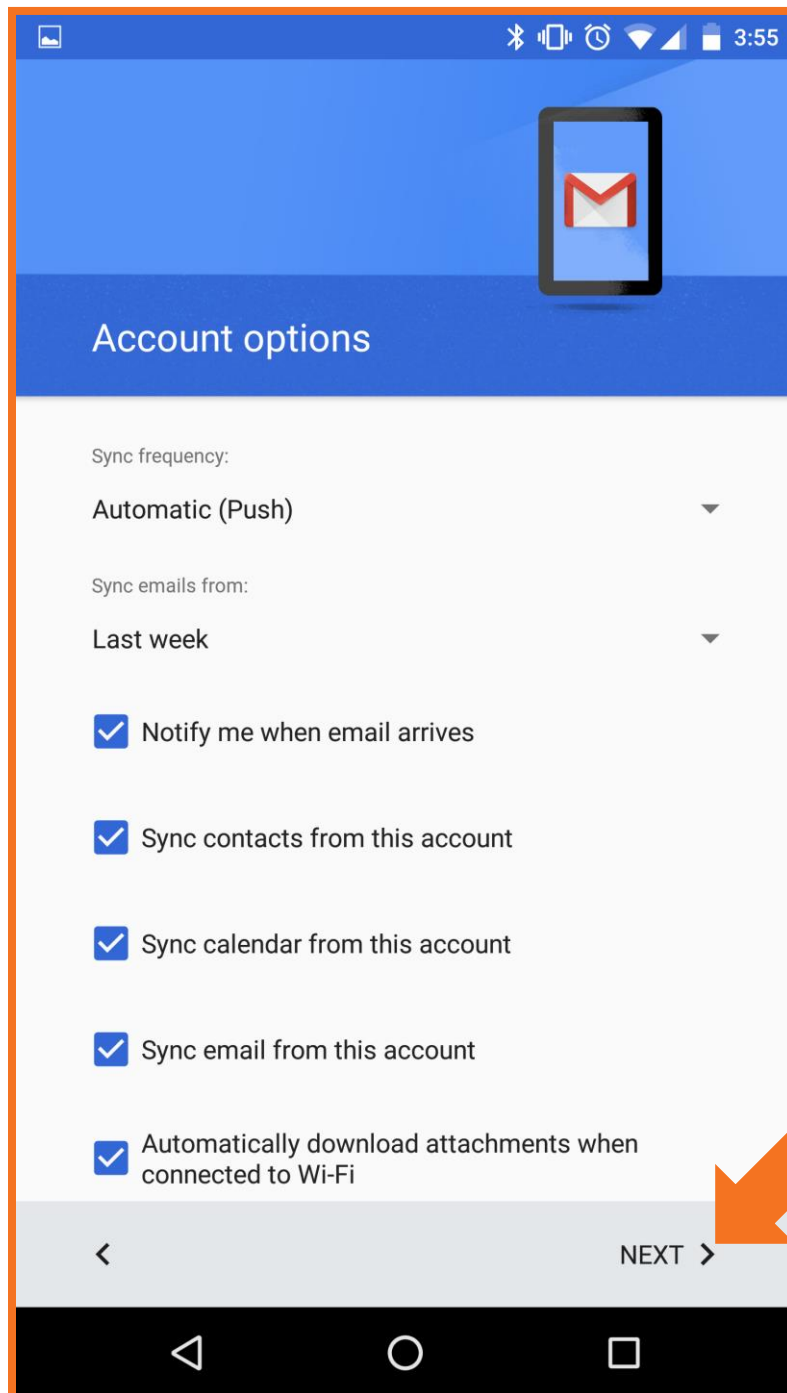 3:55
Account options
Sync frequency:
Automatic (Push)
Sync emails from:
Last week
Notify me when email arrives
Sync contacts from this account
Sync calendar from this account
Sync email from this account
Automatically download attachments when
connected to Wi-Fi
NEXT